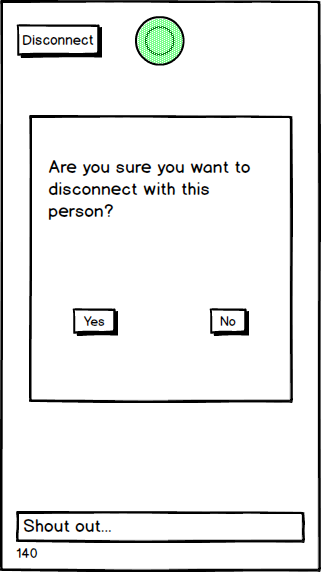 Disconnect
Are you sure you want to
disconnect with this
person?
Yes
No
Shout out...
140